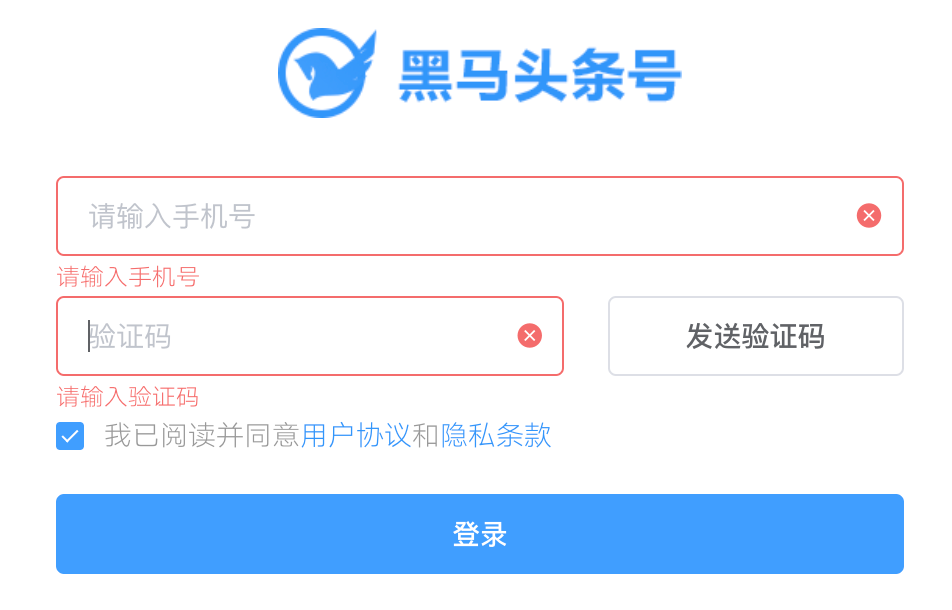 黑马头条号
请输入手机号
请输入手机号
验证码 发送验证码
请输入验证码
我已阅读并同意用户协议和隐私条款
登录